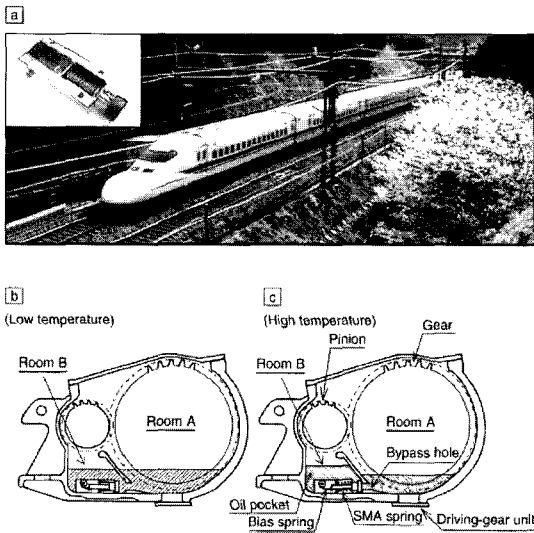 a
b
(Low temperature)
Room B
Room A
c
(High temperature)
Gear
Pinion
Room B
Room A
Bypass hole
Oil pocket
Bias spring
SMA spring
Driving-gear unit